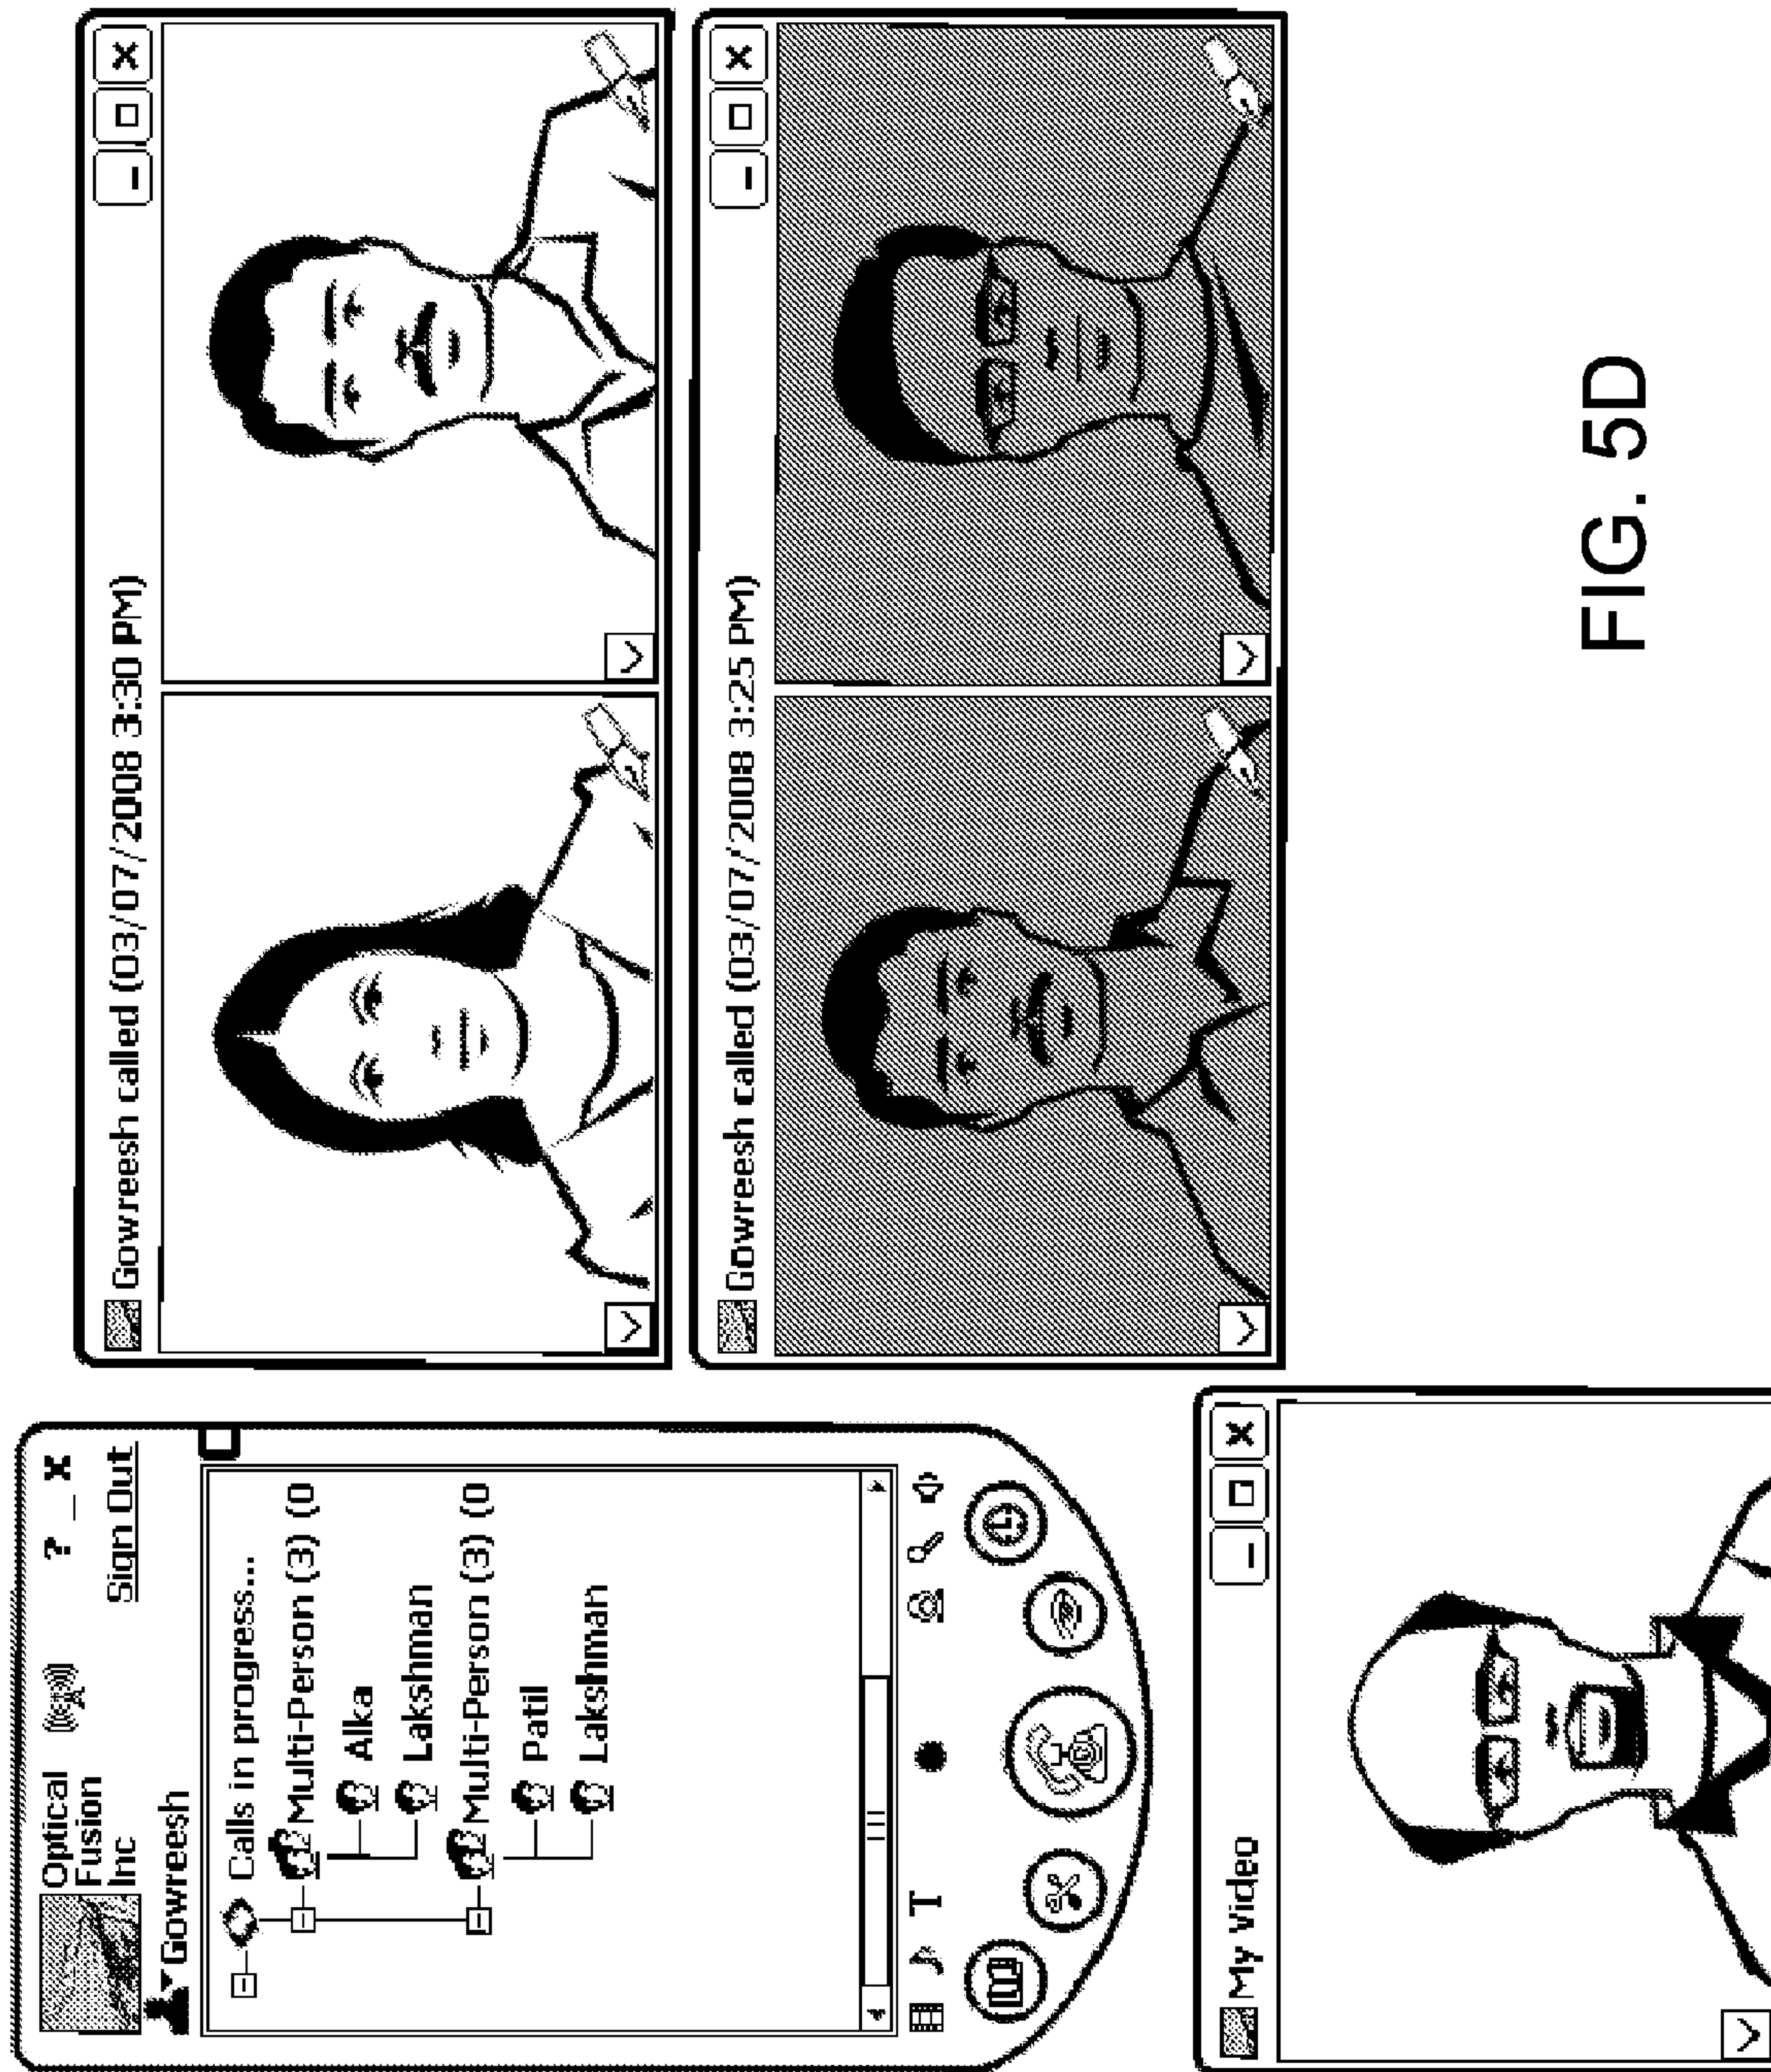 Optical
Fusion
Inc
? _ X
Gowreesh
Sign Out
Calls in progress...
Multi-Person (3) (0
Alka
Lakshman
Multi-Person (3) (0
Patil
Lakshman
T
Gowreesh called (03/07/2008 3:30 PM)
Gowreesh called (03/07/2008 3:25 PM)
My Video
FIG. 5D